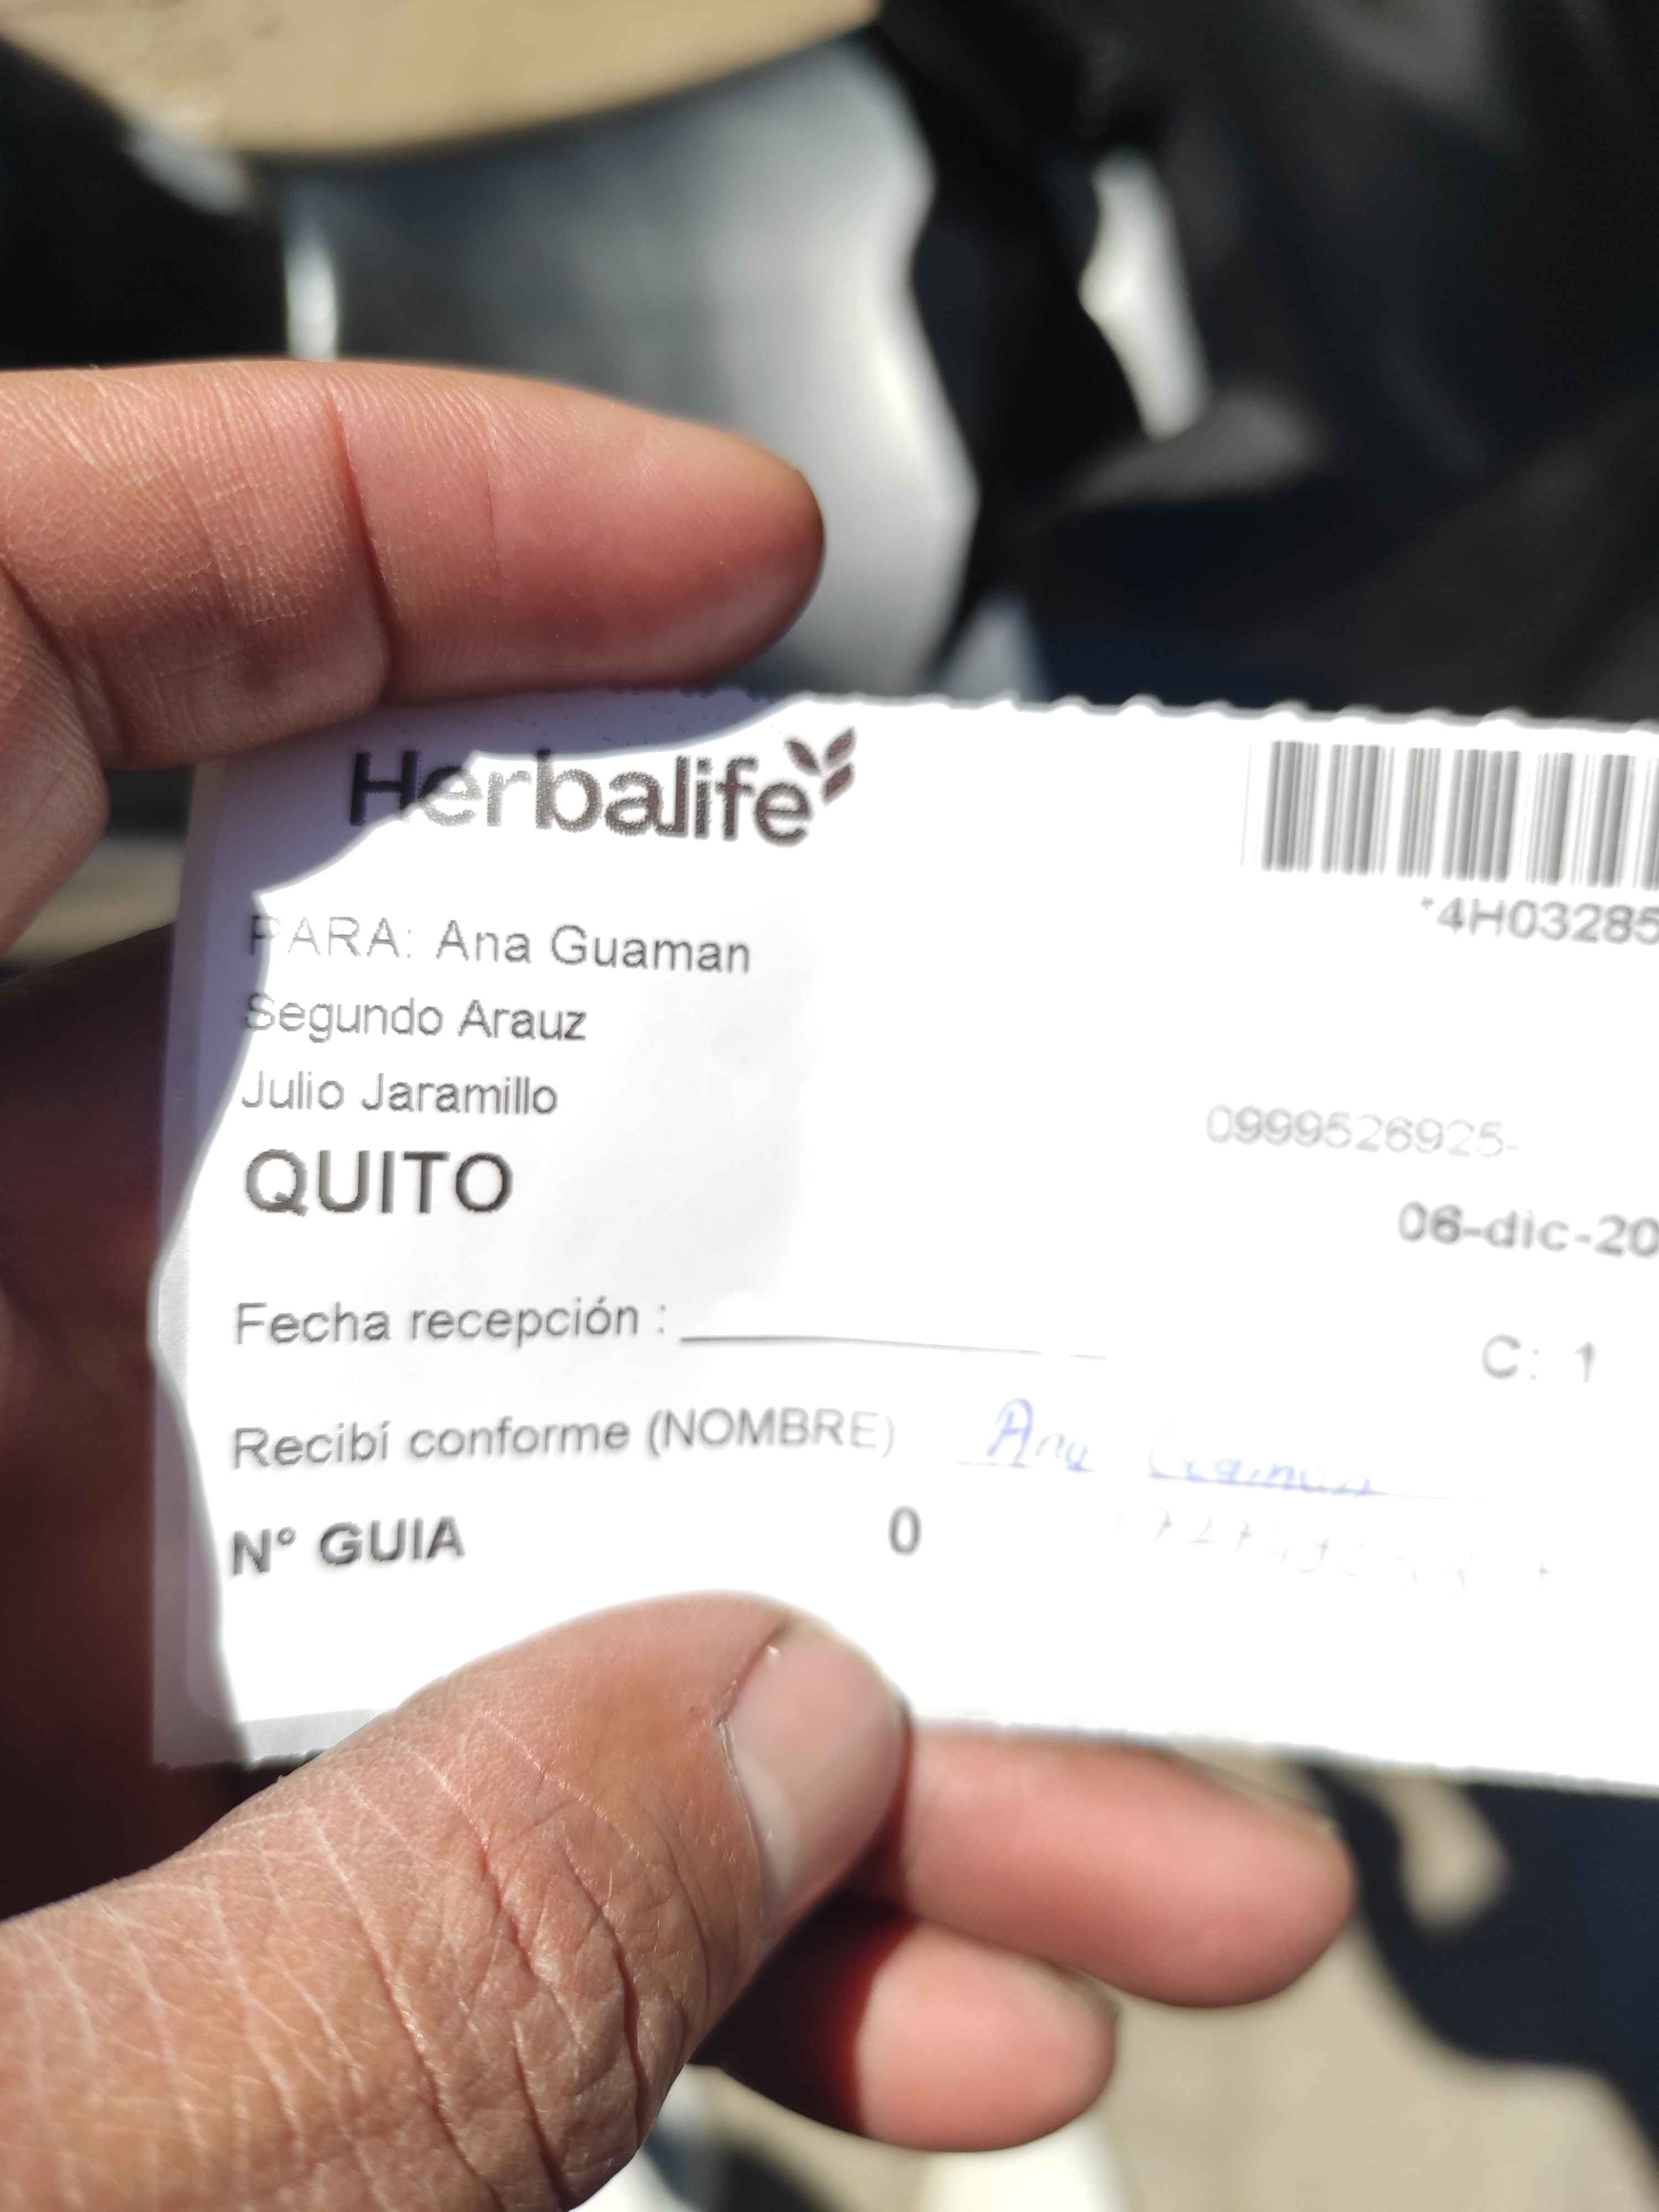 Herbalife
*4H03285
PARA: Ana Guaman
Segundo Arauz
Julio Jaramillo
0999526925-
QUITO
06-dic-20
Fecha recepción :
C: 1
Recibí conforme (NOMBRE) Ana
N° GUIA 0